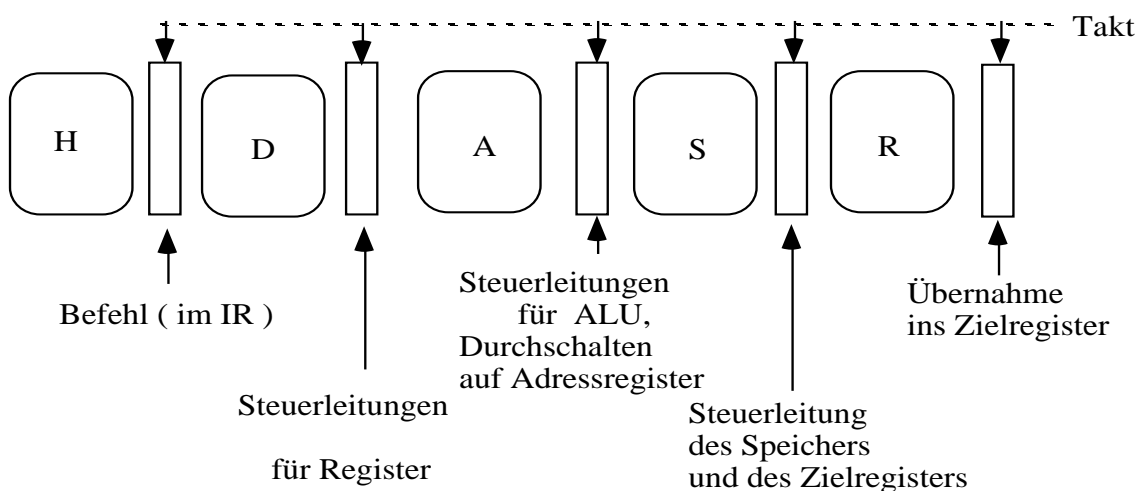 Takt
H
D
A
S
R
Befehl ( im IR )
Steuerleitungen
für Register
Steuerleitungen
für ALU,
Durchschalten
auf Adressregister
Steuerleitung
des Speichers
und des Zielregisters
Übernahme
ins Zielregister